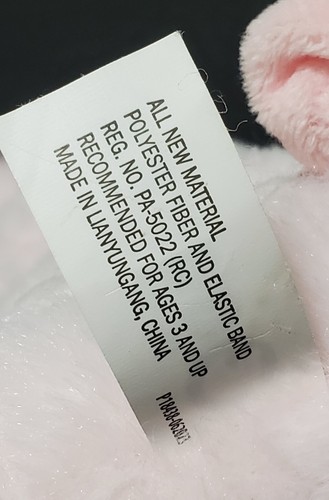 ALL NEW MATERIAL
POLYESTER FIBER AND ELASTIC BAND
REG. NO. PA-5022 (RC)
RECOMMENDED FOR AGES 3 AND UP
MADE IN LIANYUNGANG, CHINA